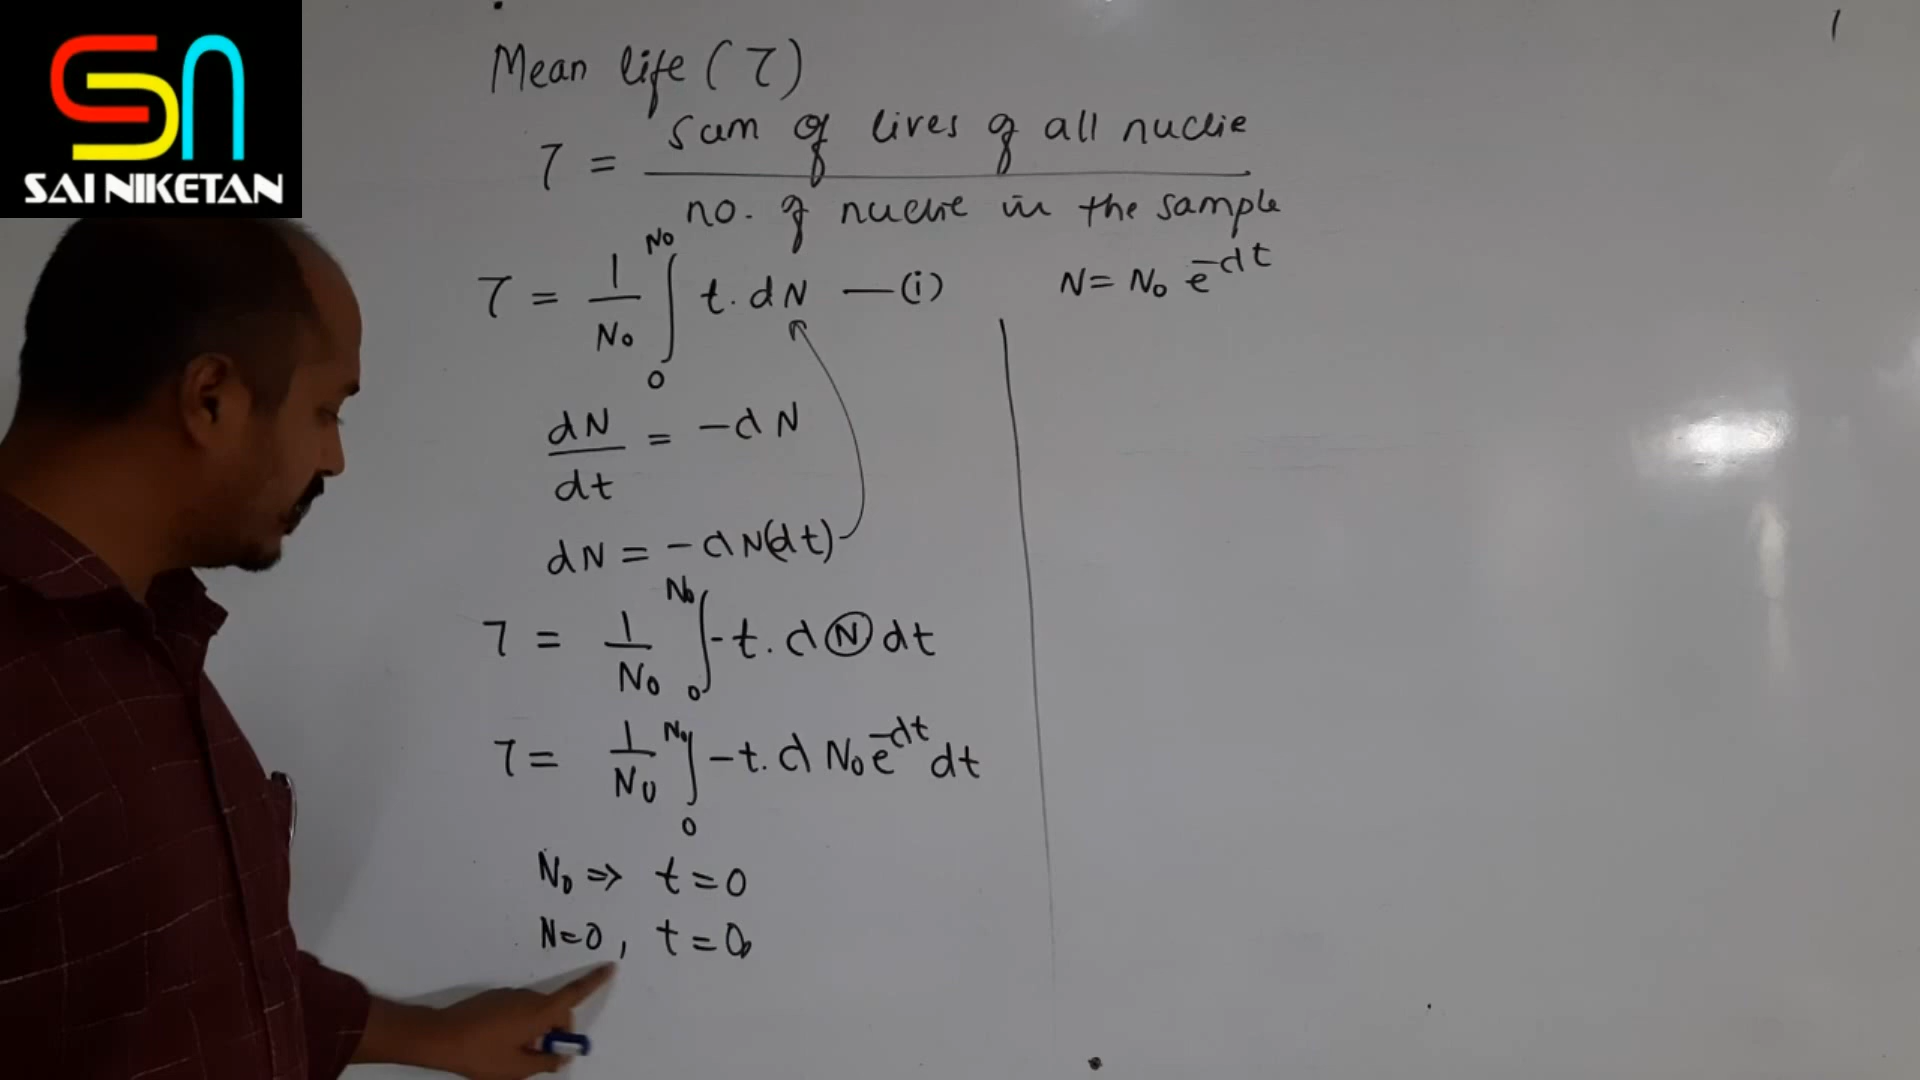 SAI NIKETAN
Mean life (τ)
τ = sum of lives of all nuclie / no. of nuclie in the sample
τ = 1/N₀ ∫₀^N₀ t. dN —(i)
N = N₀ e^-λt
dN/dt = -λN
dN = -λN(dt)
τ = 1/N₀ ∫₀^N₀ -t. λ N dt
τ = 1/N₀ ∫₀^N₀ -t. λ N₀ e^-λt dt
N₀ ⇒ t=0
N=0, t=∞